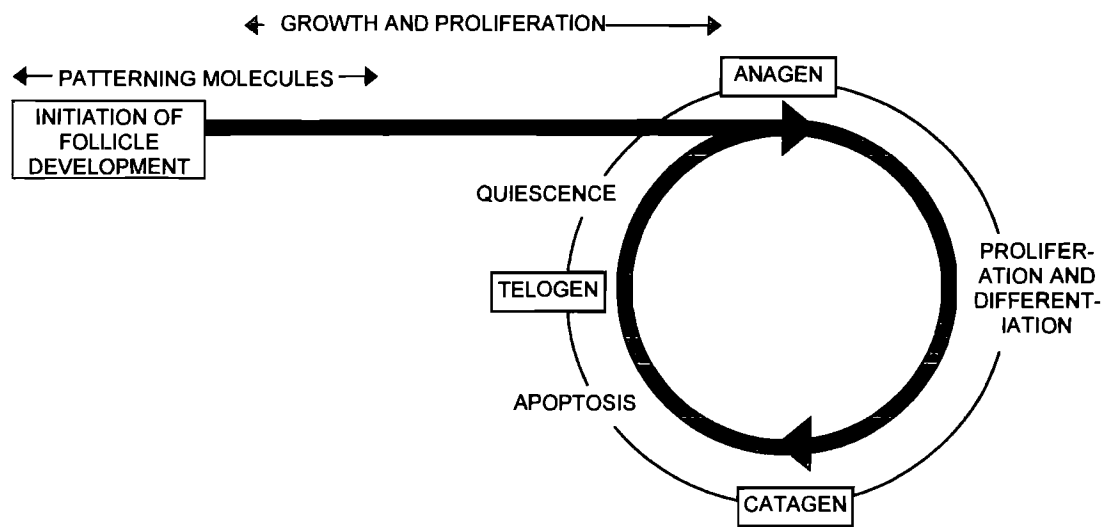 GROWTH AND PROLIFERATION
PATTERNING MOLECULES
ANAGEN
INITIATION OF
FOLLICLE
DEVELOPMENT
QUIESCENCE
PROLIFER-
ATION AND
DIFFERENT-
IATION
TELOGEN
APOPTOSIS
CATAGEN